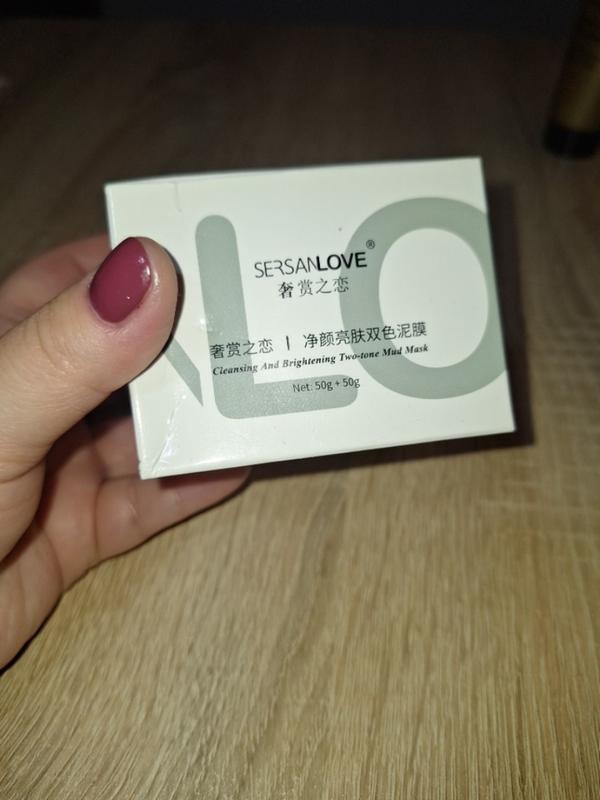 SERSANLOVE®
奢赏之恋
奢赏之恋 | 净颜亮肤双色泥膜
Cleansing And Brightening Two-tone Mud Mask
Net: 50g + 50g
LO